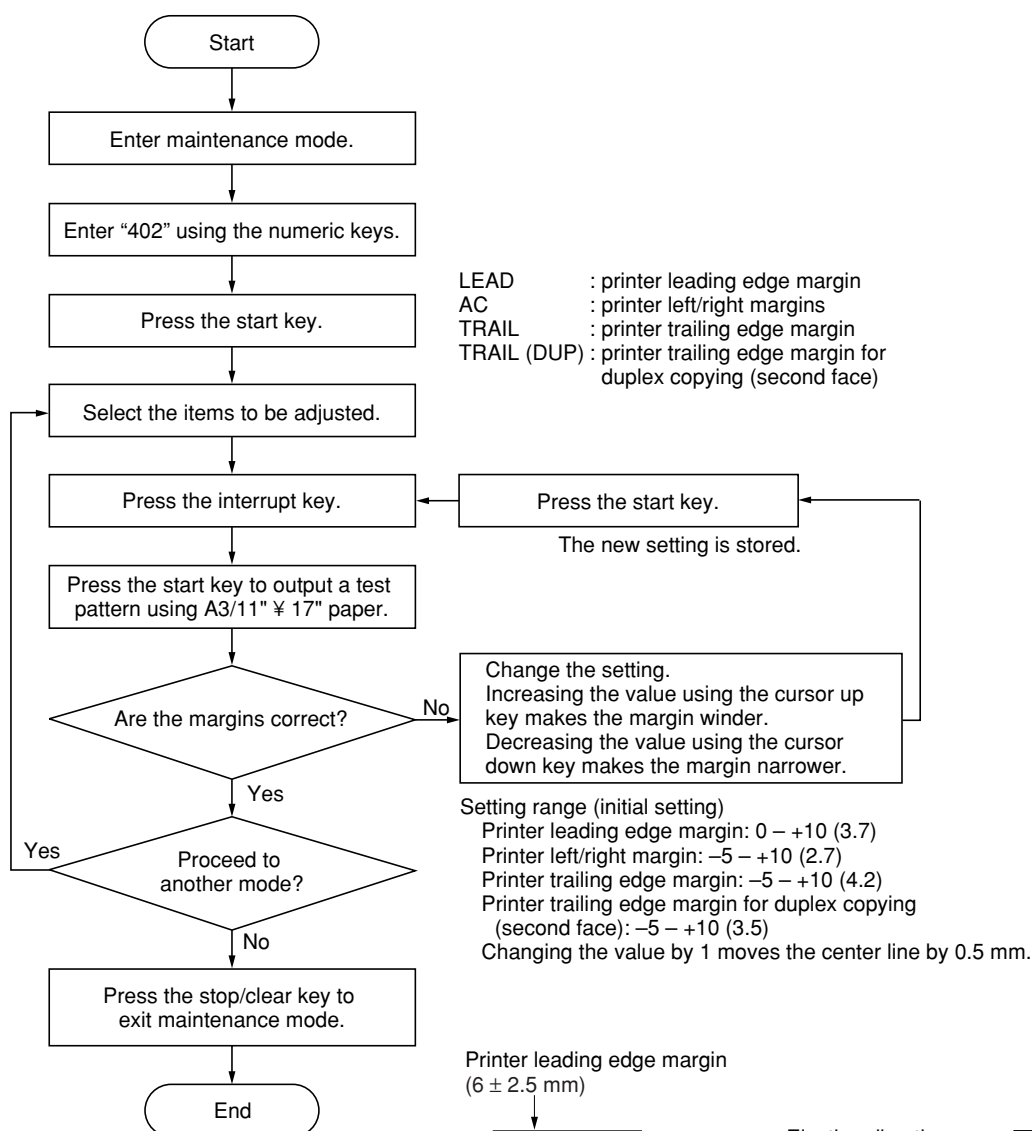 Start
Enter maintenance mode.
Enter “402” using the numeric keys.
Press the start key.
LEAD : printer leading edge margin
AC : printer left/right margins
TRAIL : printer trailing edge margin
TRAIL (DUP) : printer trailing edge margin for
duplex copying (second face)
Select the items to be adjusted.
Press the interrupt key.
Press the start key.
The new setting is stored.
Press the start key to output a test
pattern using A3/11" ¥ 17" paper.
Are the margins correct?
No
Change the setting.
Increasing the value using the cursor up
key makes the margin winder.
Decreasing the value using the cursor
down key makes the margin narrower.
Yes
Setting range (initial setting)
Printer leading edge margin: 0 – +10 (3.7)
Printer left/right margin: –5 – +10 (2.7)
Printer trailing edge margin: –5 – +10 (4.2)
Printer trailing edge margin for duplex copying
(second face): –5 – +10 (3.5)
Changing the value by 1 moves the center line by 0.5 mm.
Yes
Proceed to
another mode?
No
Press the stop/clear key to
exit maintenance mode.
End
Printer leading edge margin
(6 ± 2.5 mm)